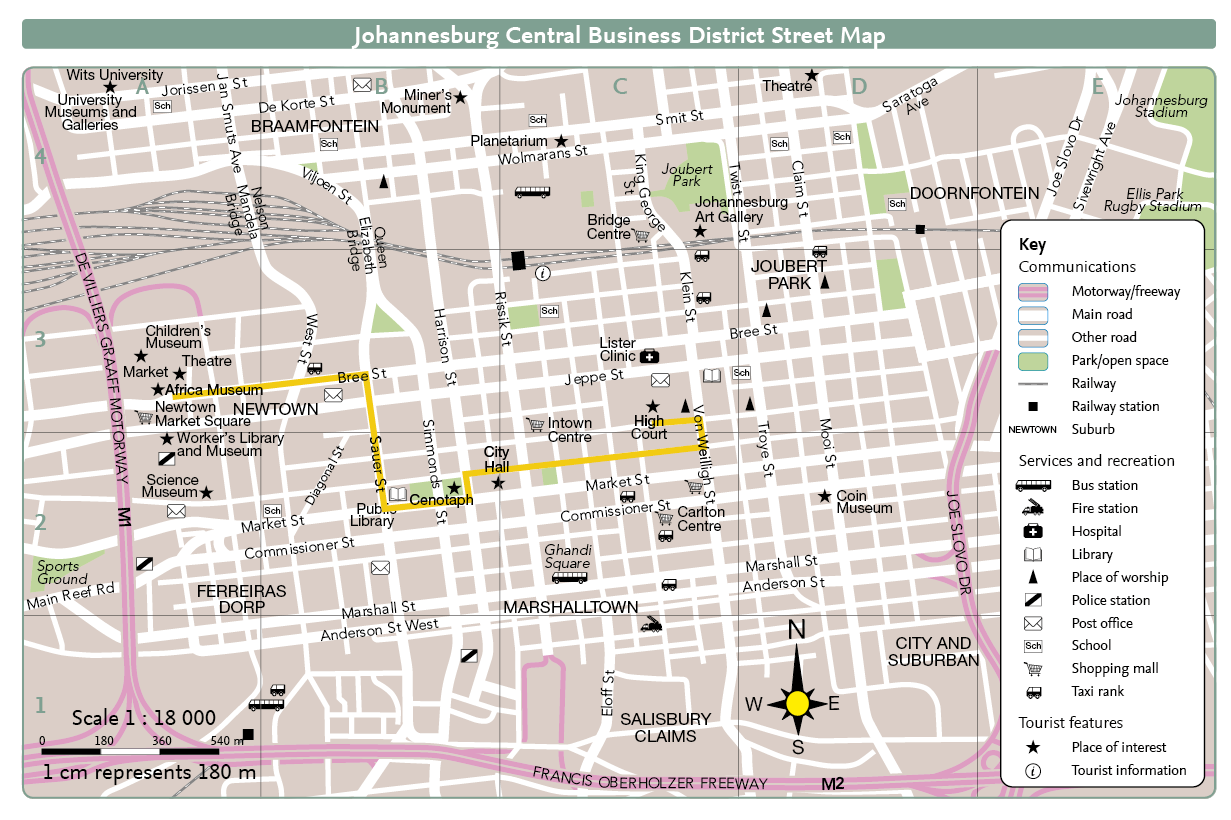 Johannesburg Central Business District Street Map
Wits University
A
Jorissen St
University
Museums and
Galleries
Sch
Jan Smuts Ave
De Korte St
BRAAMFONTEIN
Sch
B
Miner's
Monument
Planetarium
Sch
Wolmarans St
C
Smit St
Theatre
D
Saratoga
Ave
Sch
Sch
E
Johannesburg
Stadium
Joe Slovo Dr
Sivewright Ave
4
Viljoen St
Nelson
Mandela
Bridge
Queen
Elizabeth
Bridge
King George
St
Joubert
Park
Twist St
Claim St
Johannesburg
Art Gallery
Bridge
Centre
DOORNFONTEIN
Sch
Ellis Park
Rugby Stadium
DE VILLIERS GRAAFF MOTORWAY
M1
3
Children's
Museum
Theatre
Market
Africa Museum
Newtown
Market Square
NEWTOWN
West St
Bree St
Harrison St
Rissik St
Sch
Klein St
JOUBERT
PARK
Bree St
Lister
Clinic
Jeppe St
Sch
High
Court
Intown
Centre
Von Weilligh St
Troye St
Mooi St
Worker's Library
and Museum
Science
Museum
Diagonal St
Sauer St
Simmonds St
City
Hall
Cenotaph
Public
Library
Sch
Market St
Commissioner St
Market St
Commissioner St
Carlton
Centre
Coin
Museum
JOE SLOVO DR
2
Sports
Ground
Main Reef Rd
FERREIRAS
DORP
Ghandi
Square
Marshall St
Anderson St
Marshall St
Anderson St West
MARSHALLTOWN
CITY AND
SUBURBAN
1
Eloff St
SALISBURY
CLAIMS
N
W
E
S
Scale 1 : 18 000
0 180 360 540 m
1 cm represents 180 m
FRANCIS OBERHOLZER FREEWAY
M2
Key
Communications
Motorway/freeway
Main road
Other road
Park/open space
Railway
Railway station
NEWTOWN Suburb
Services and recreation
Bus station
Fire station
Hospital
Library
Place of worship
Police station
Post office
Sch School
Shopping mall
Taxi rank
Tourist features
Place of interest
i Tourist information